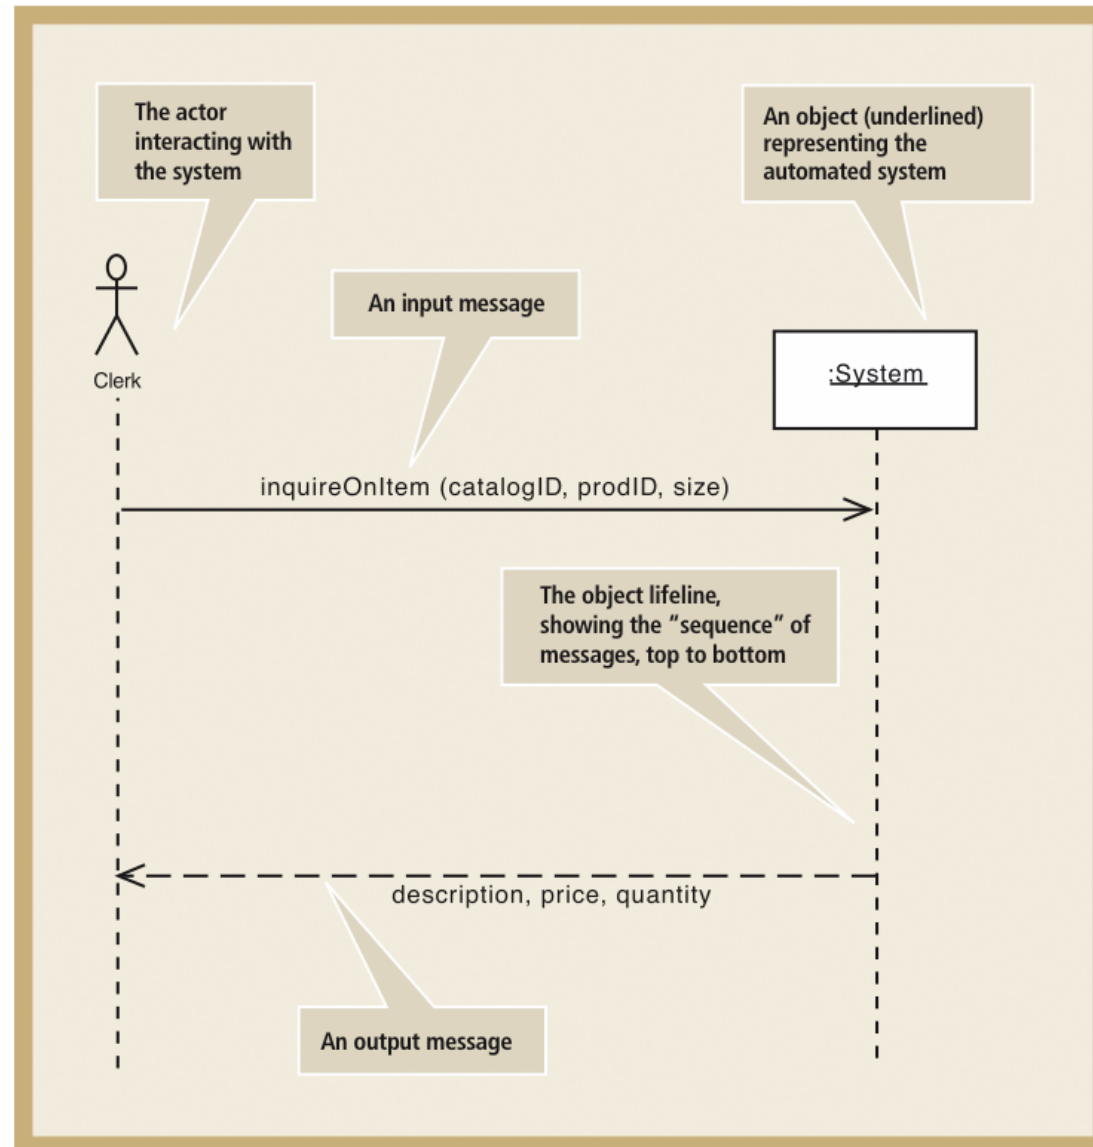 The actor
interacting with
the system
An object (underlined)
representing the
automated system
An input message
Clerk
:System
inquireOnItem (catalogID, prodID, size)
The object lifeline,
showing the “sequence” of
messages, top to bottom
description, price, quantity
An output message